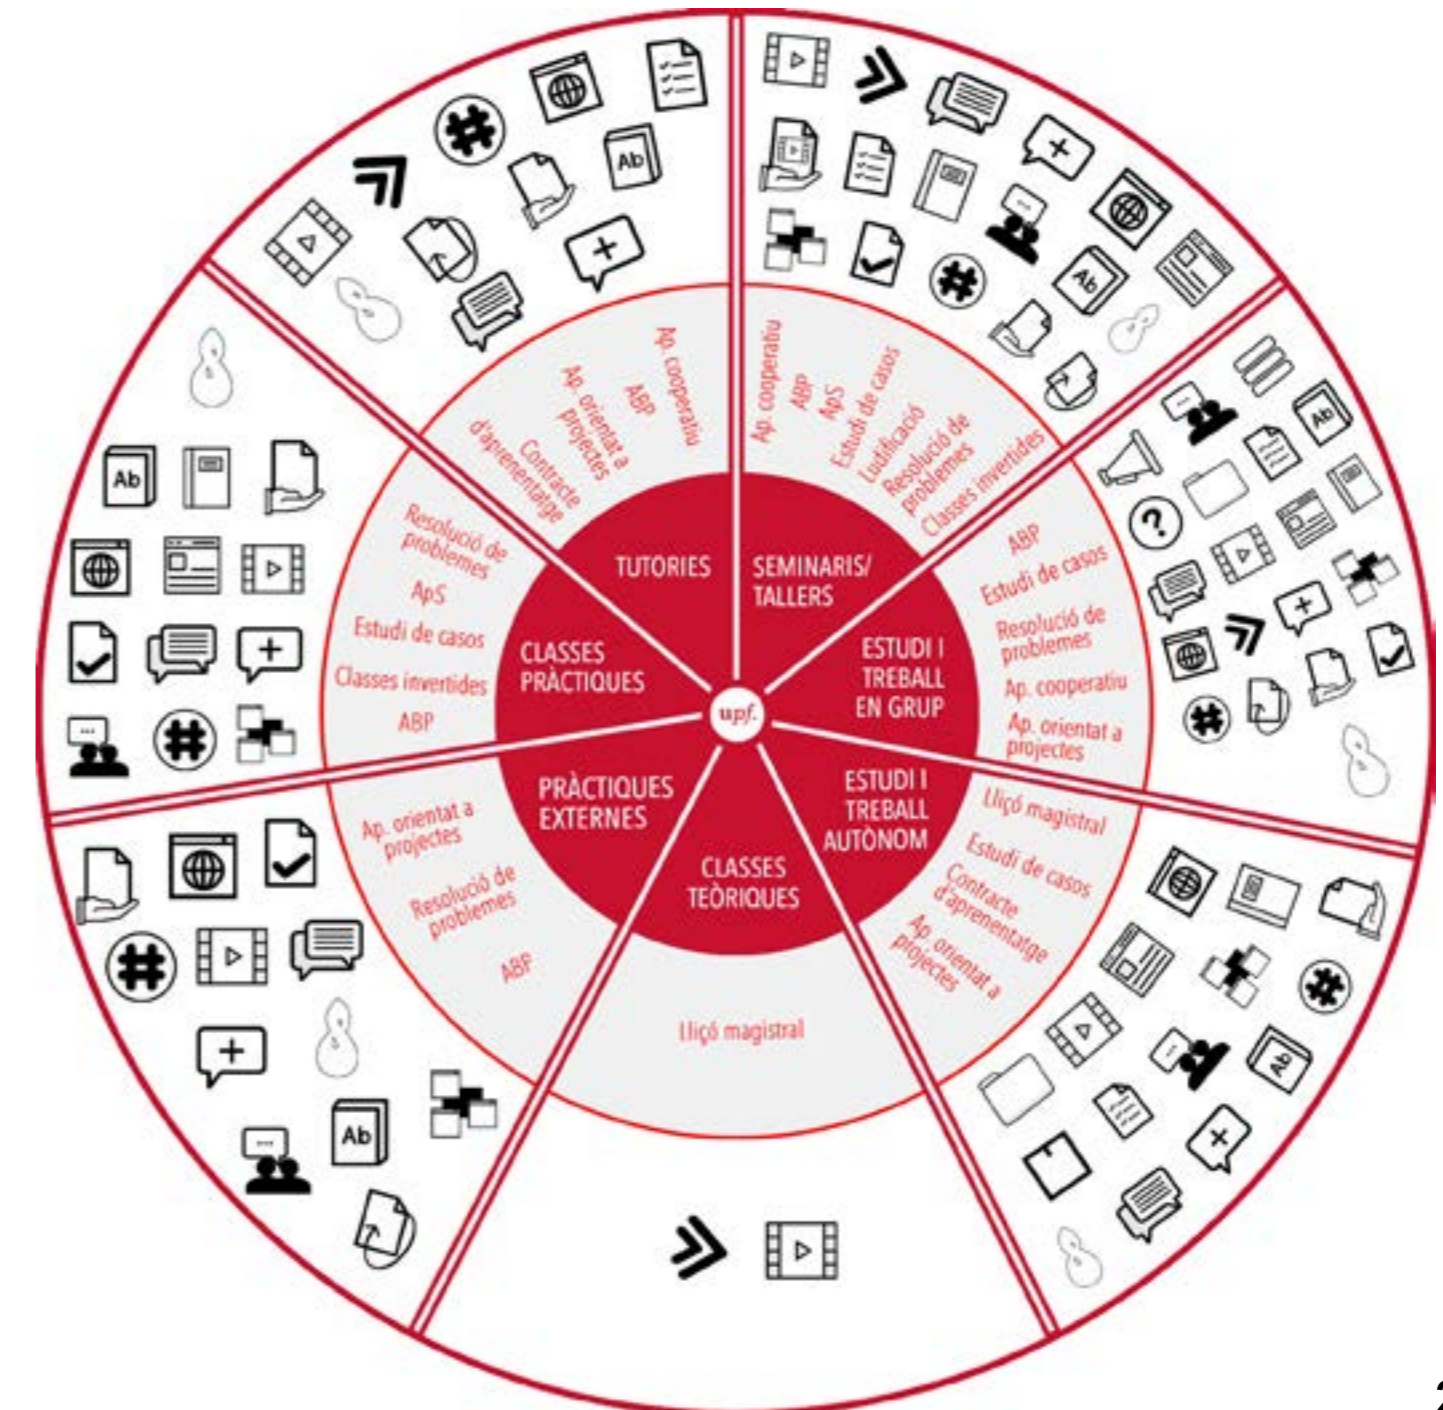 TUTORIES
Ap. cooperatiu
ABP
Ap. orientat a
projectes
Contracte
d'aprenentatge
SEMINARIS/
TALLERS
Ap. cooperatiu
ABP
ApS
Estudi de casos
Ludificació
Resolució de
problemes
Classes invertides
ESTUDI I
TREBALL
EN GRUP
ABP
Estudi de casos
Resolució de
problemes
Ap. cooperatiu
Ap. orientat a
projectes
ESTUDI I
TREBALL
AUTÒNOM
Lliçó magistral
Estudi de casos
Contracte
d'aprenentatge
Ap. orientat a
projectes
CLASSES
TEÒRIQUES
Lliçó magistral
PRÀCTIQUES
EXTERNES
Ap. orientat a
projectes
Resolució de
problemes
ABP
CLASSES
PRÀCTIQUES
Resolució de
problemes
ApS
Estudi de casos
Classes invertides
ABP
upf.
Ab
Ab
Ab
Ab
Ab
Ab